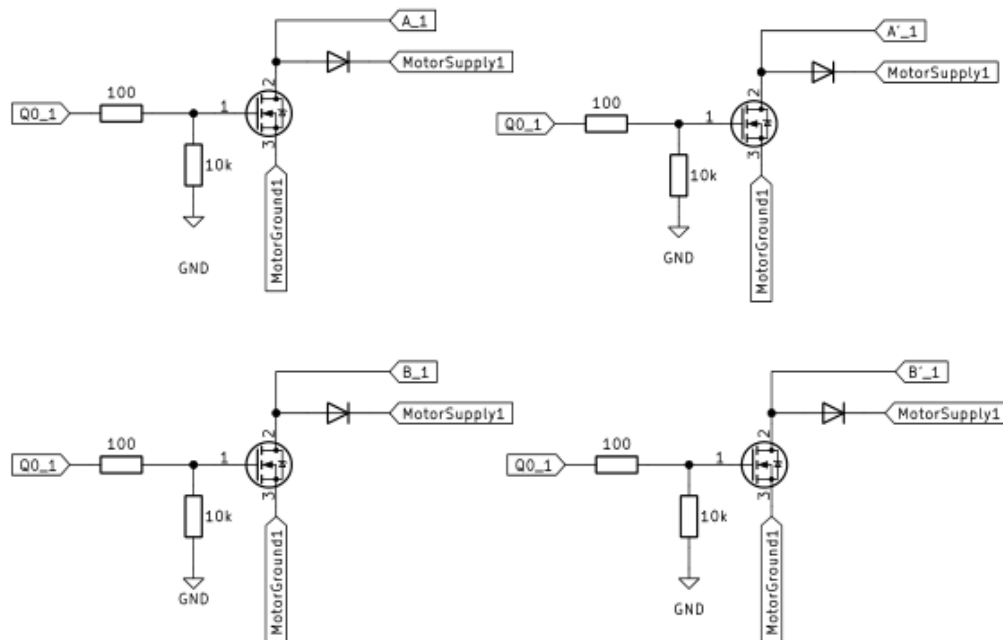 A_1
MotorSupply1
2
100
Q0_1
1
3
10k
MotorGround1
GND
A´_1
MotorSupply1
2
100
Q0_1
1
3
10k
MotorGround1
GND
B_1
MotorSupply1
2
100
Q0_1
1
3
10k
MotorGround1
GND
B´_1
MotorSupply1
2
100
Q0_1
1
3
10k
MotorGround1
GND